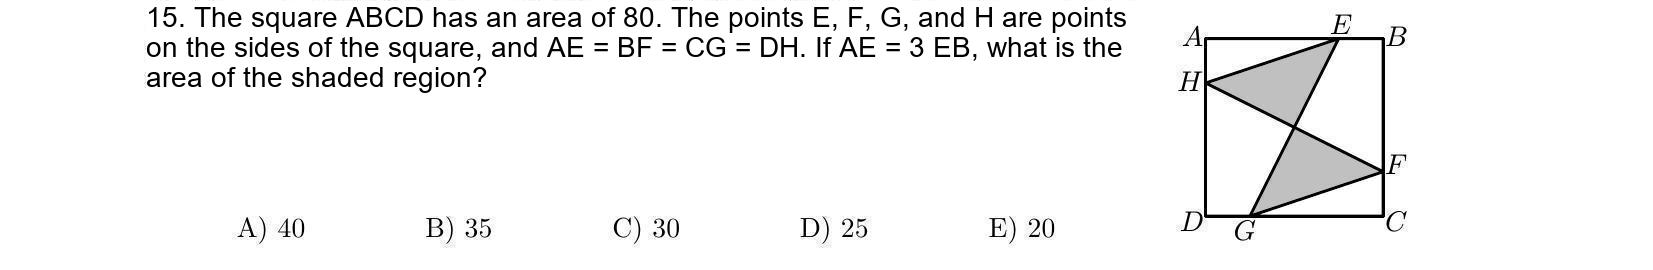 15. The square ABCD has an area of 80. The points E, F, G, and H are points
on the sides of the square, and AE = BF = CG = DH. If AE = 3 EB, what is the
area of the shaded region?
A) 40 B) 35 C) 30 D) 25 E) 20
A E B
H
F
D G C